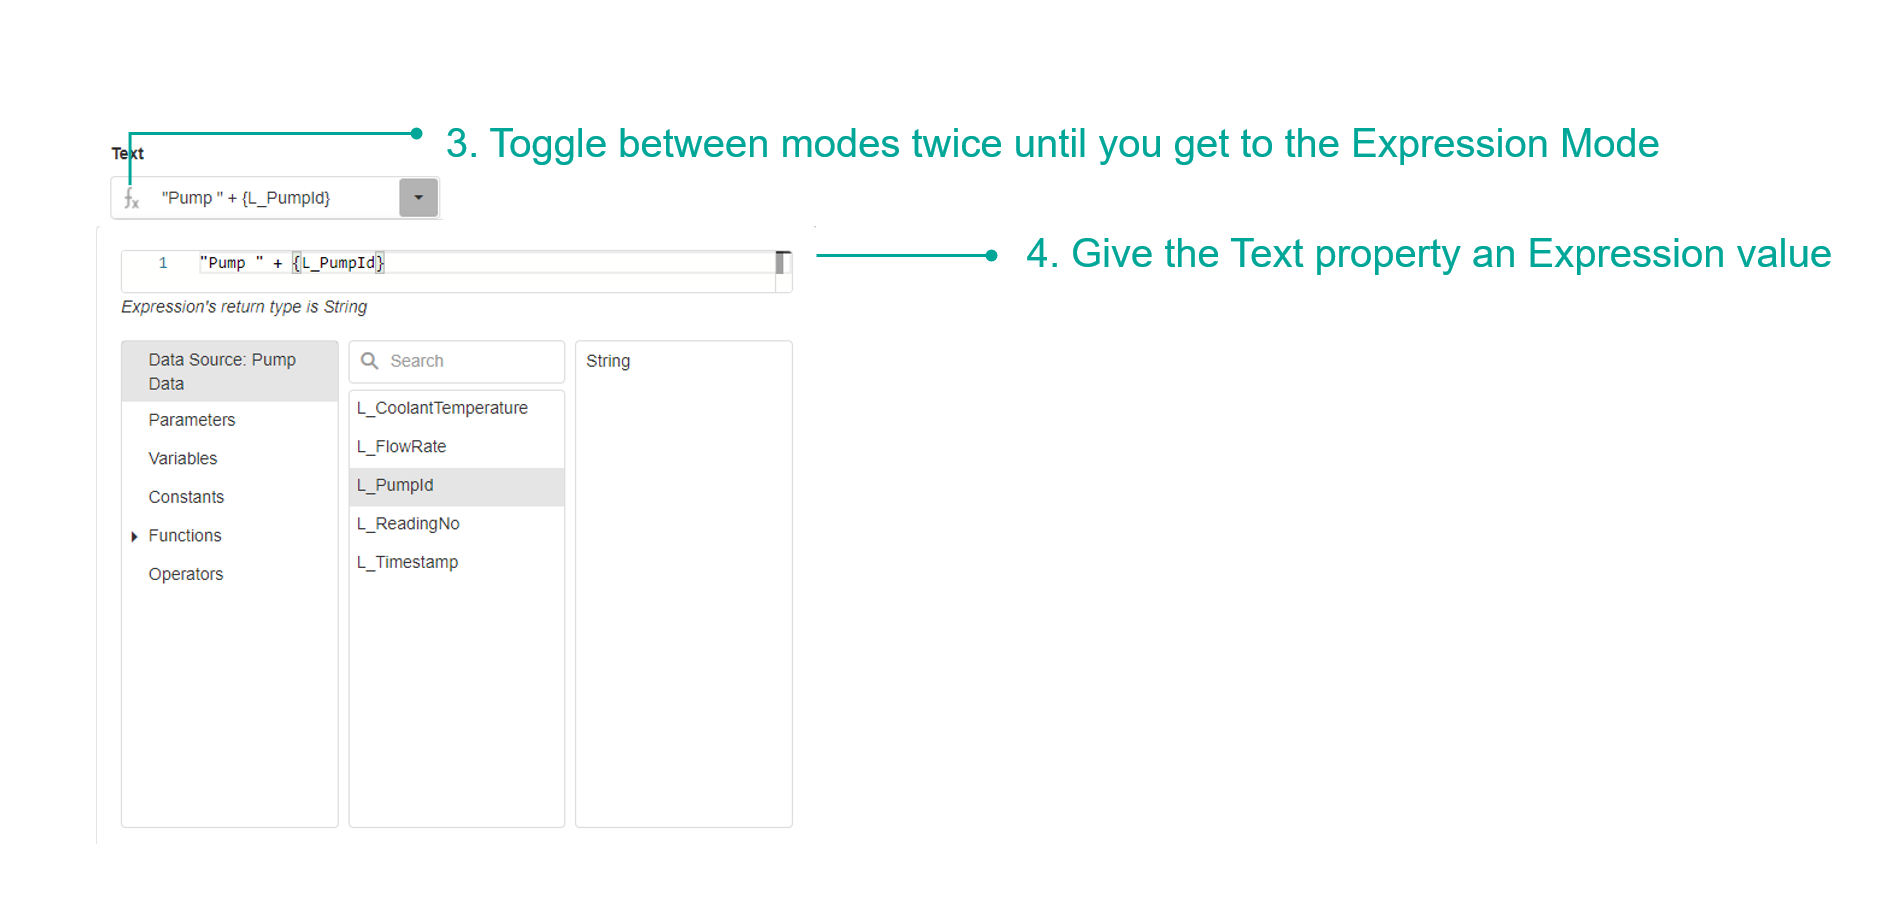 3. Toggle between modes twice until you get to the Expression Mode
Text
fx "Pump " + {L_PumpId}
4. Give the Text property an Expression value
1 "Pump " + {L_PumpId}
Expression's return type is String
Data Source: Pump
Data
Parameters
Variables
Constants
Functions
Operators
Search
L_CoolantTemperature
L_FlowRate
L_PumpId
L_ReadingNo
L_Timestamp
String